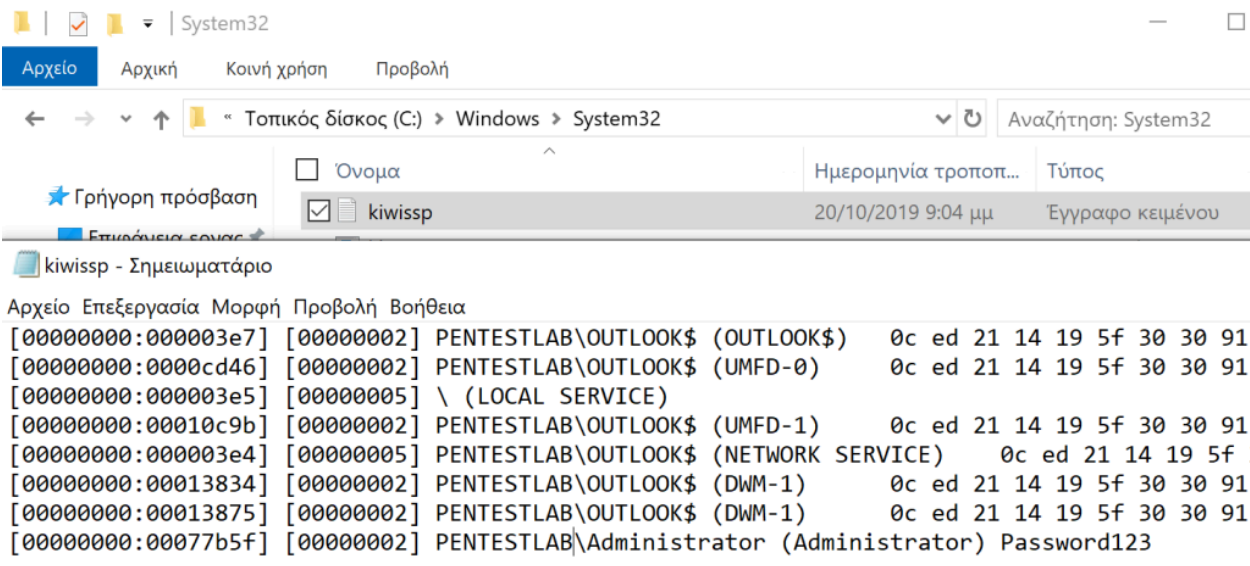 System32
Αρχείο Αρχική Κοινή χρήση Προβολή
« Τοπικός δίσκος (C:) > Windows > System32 Αναζήτηση: System32
Όνομα Ημερομηνία τροποπ... Τύπος
Γρήγορη πρόσβαση
kiwissp 20/10/2019 9:04 μμ Έγγραφο κειμένου
Επιφάνεια εργας
kiwissp - Σημειωματάριο
Αρχείο Επεξεργασία Μορφή Προβολή Βοήθεια
[00000000:000003e7] [00000002] PENTESTLAB\OUTLOOK$ (OUTLOOK$) 0c ed 21 14 19 5f 30 30 91
[00000000:0000cd46] [00000002] PENTESTLAB\OUTLOOK$ (UMFD-0) 0c ed 21 14 19 5f 30 30 91
[00000000:000003e5] [00000005] \ (LOCAL SERVICE)
[00000000:00010c9b] [00000002] PENTESTLAB\OUTLOOK$ (UMFD-1) 0c ed 21 14 19 5f 30 30 91
[00000000:000003e4] [00000005] PENTESTLAB\OUTLOOK$ (NETWORK SERVICE) 0c ed 21 14 19 5f
[00000000:00013834] [00000002] PENTESTLAB\OUTLOOK$ (DWM-1) 0c ed 21 14 19 5f 30 30 91
[00000000:00013875] [00000002] PENTESTLAB\OUTLOOK$ (DWM-1) 0c ed 21 14 19 5f 30 30 91
[00000000:00077b5f] [00000002] PENTESTLAB\Administrator (Administrator) Password123